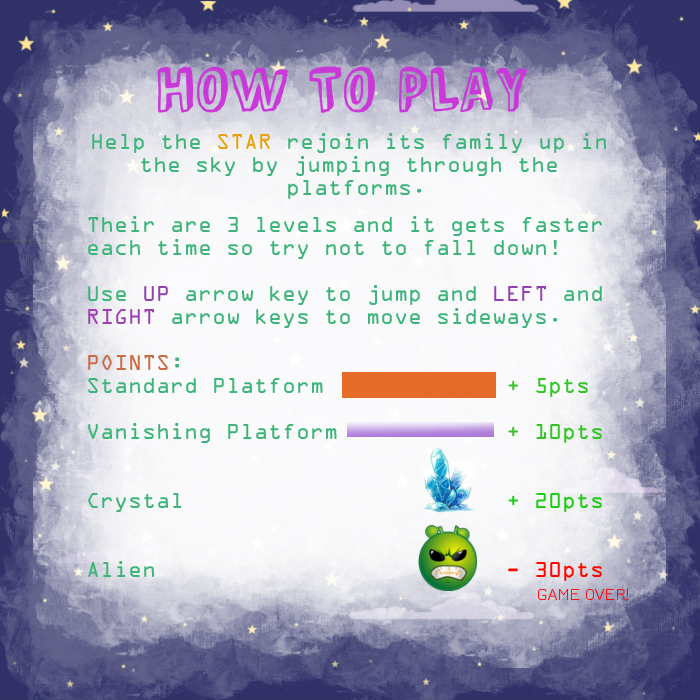 HOW TO PLAY
Help the STAR rejoin its family up in
the sky by jumping through the
platforms.
Their are 3 levels and it gets faster
each time so try not to fall down!
Use UP arrow key to jump and LEFT and
RIGHT arrow keys to move sideways.
POINTS:
Standard Platform + 5pts
Vanishing Platform + 10pts
Crystal + 20pts
Alien - 30pts
GAME OVER!